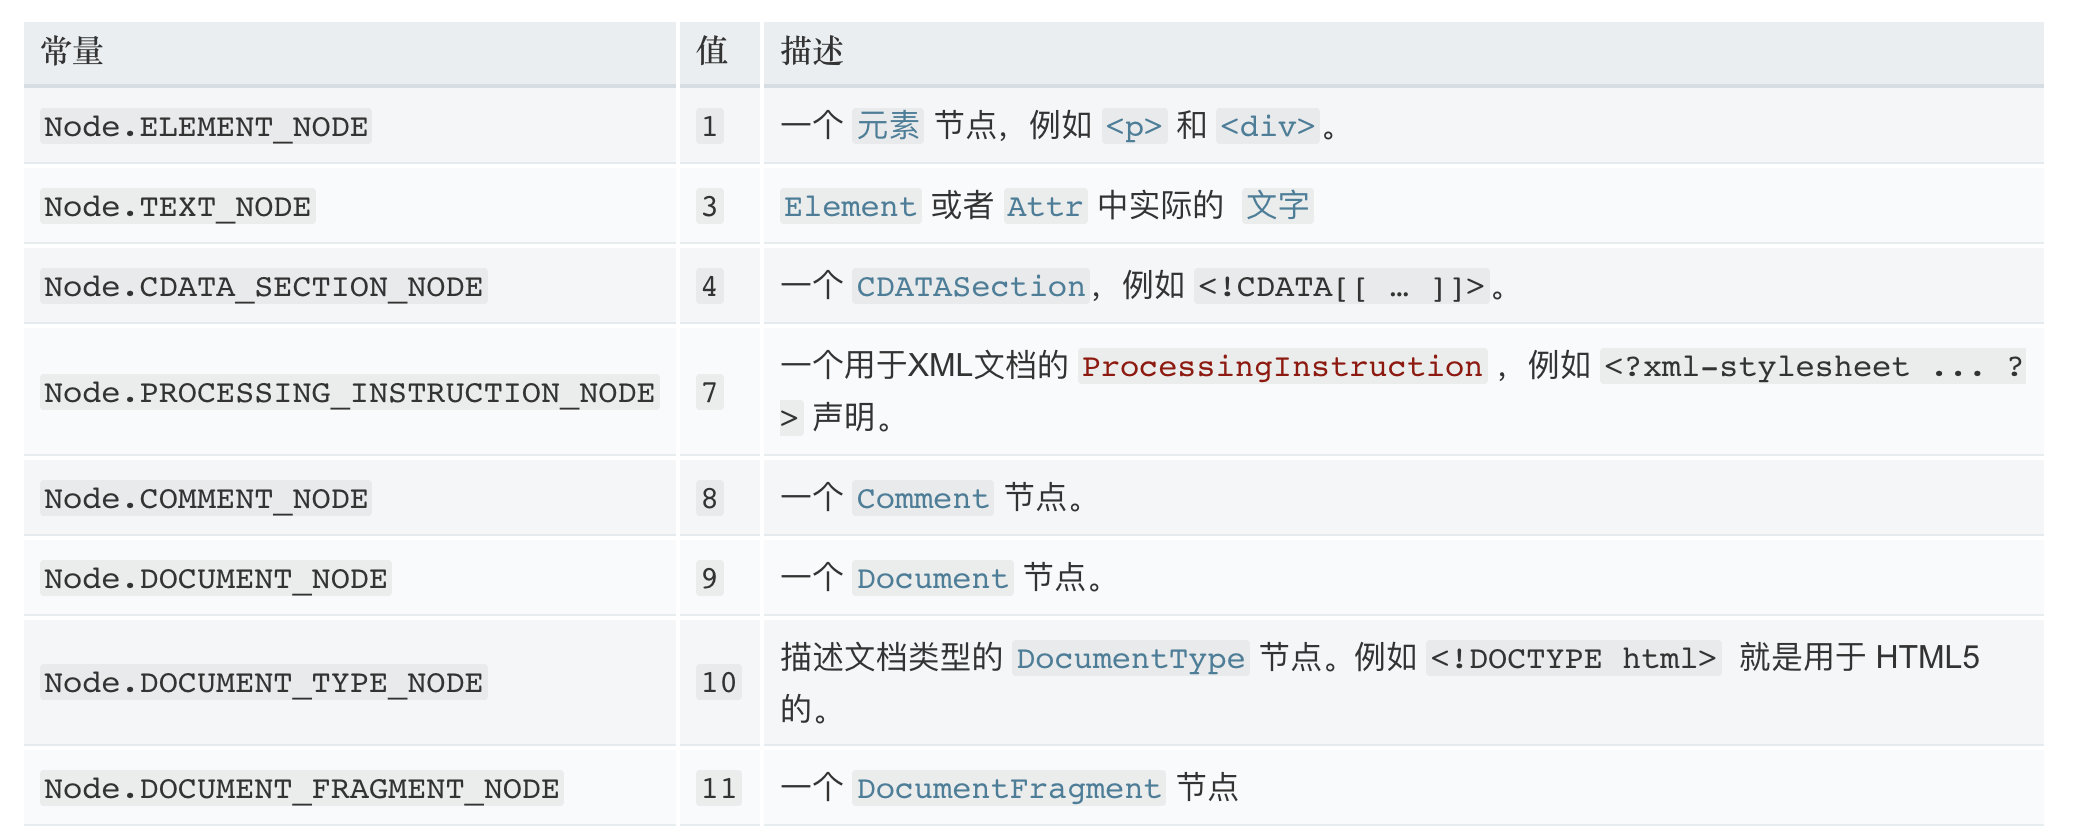 常量 值 描述
Node.ELEMENT_NODE 1 一个 元素 节点，例如 <p> 和 <div>。
Node.TEXT_NODE 3 Element 或者 Attr 中实际的 文字
Node.CDATA_SECTION_NODE 4 一个 CDATASection，例如 <!CDATA[[ … ]]>。
Node.PROCESSING_INSTRUCTION_NODE 7 一个用于XML文档的 ProcessingInstruction ，例如 <?xml-stylesheet ... ?
> 声明。
Node.COMMENT_NODE 8 一个 Comment 节点。
Node.DOCUMENT_NODE 9 一个 Document 节点。
Node.DOCUMENT_TYPE_NODE 10 描述文档类型的 DocumentType 节点。例如 <!DOCTYPE html> 就是用于 HTML5
的。
Node.DOCUMENT_FRAGMENT_NODE 11 一个 DocumentFragment 节点